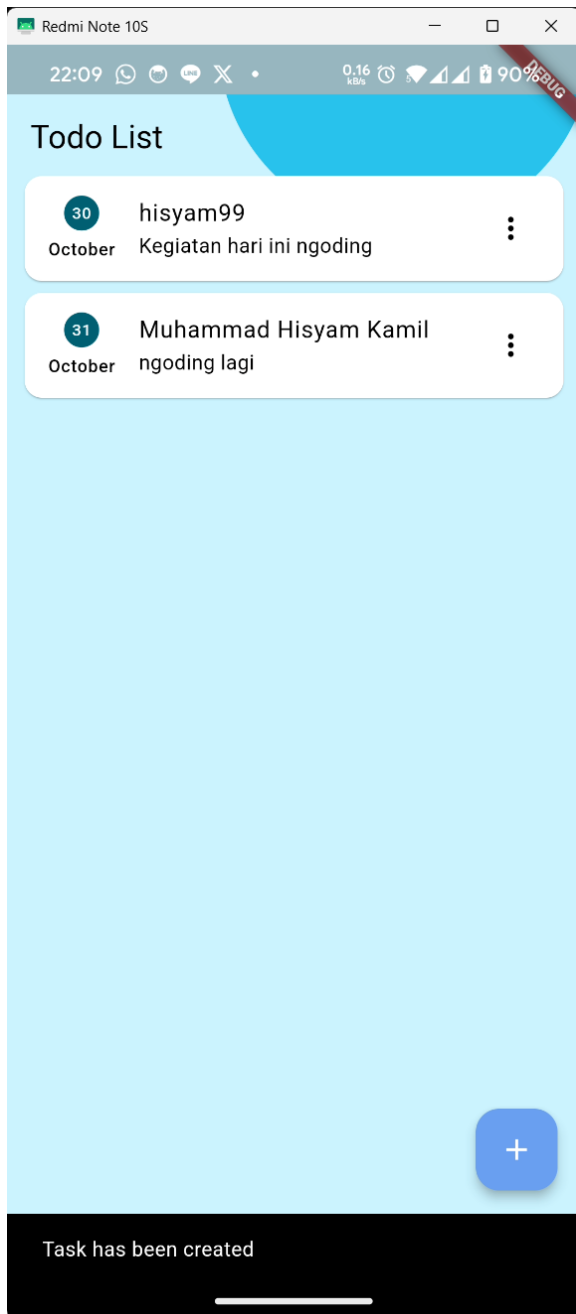 Redmi Note 10S
22:09
0.16
kB/s
90%
DEBUG
Todo List
30
October
hisyam99
Kegiatan hari ini ngoding
31
October
Muhammad Hisyam Kamil
ngoding lagi
+
Task has been created